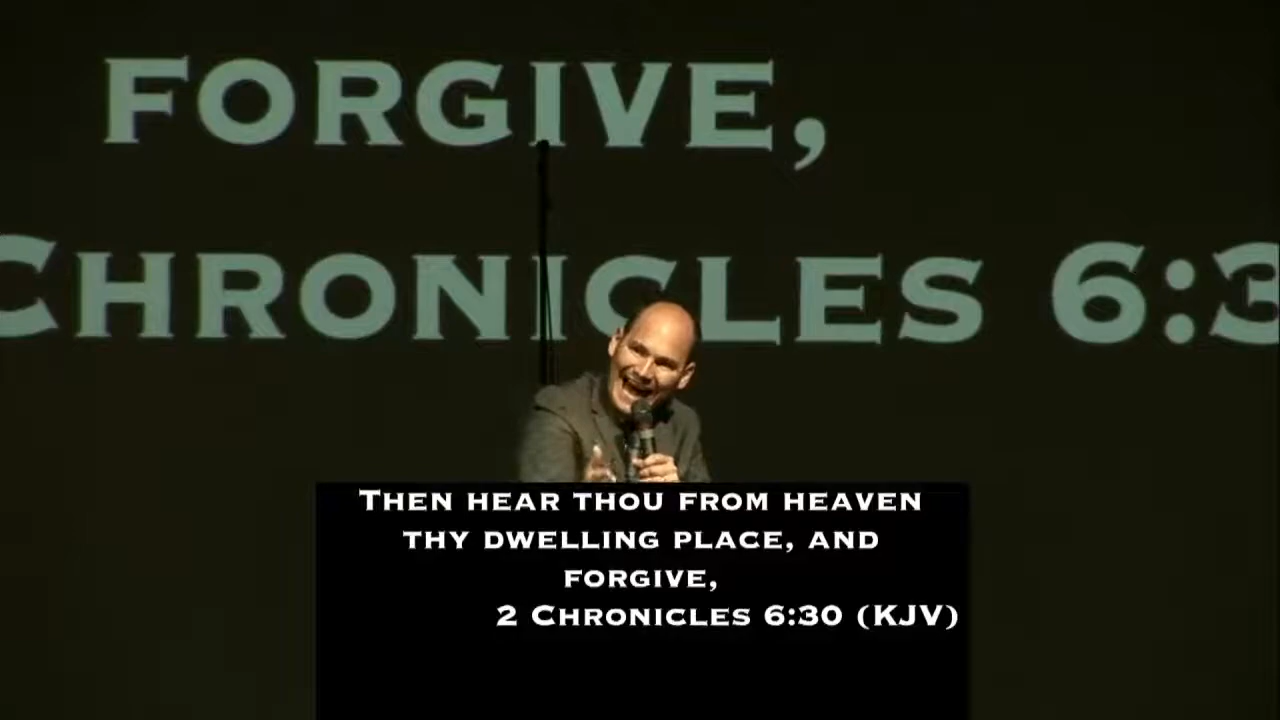 FORGIVE,
CHRONICLES 6:3
THEN HEAR THOU FROM HEAVEN
THY DWELLING PLACE, AND
FORGIVE,
2 CHRONICLES 6:30 (KJV)